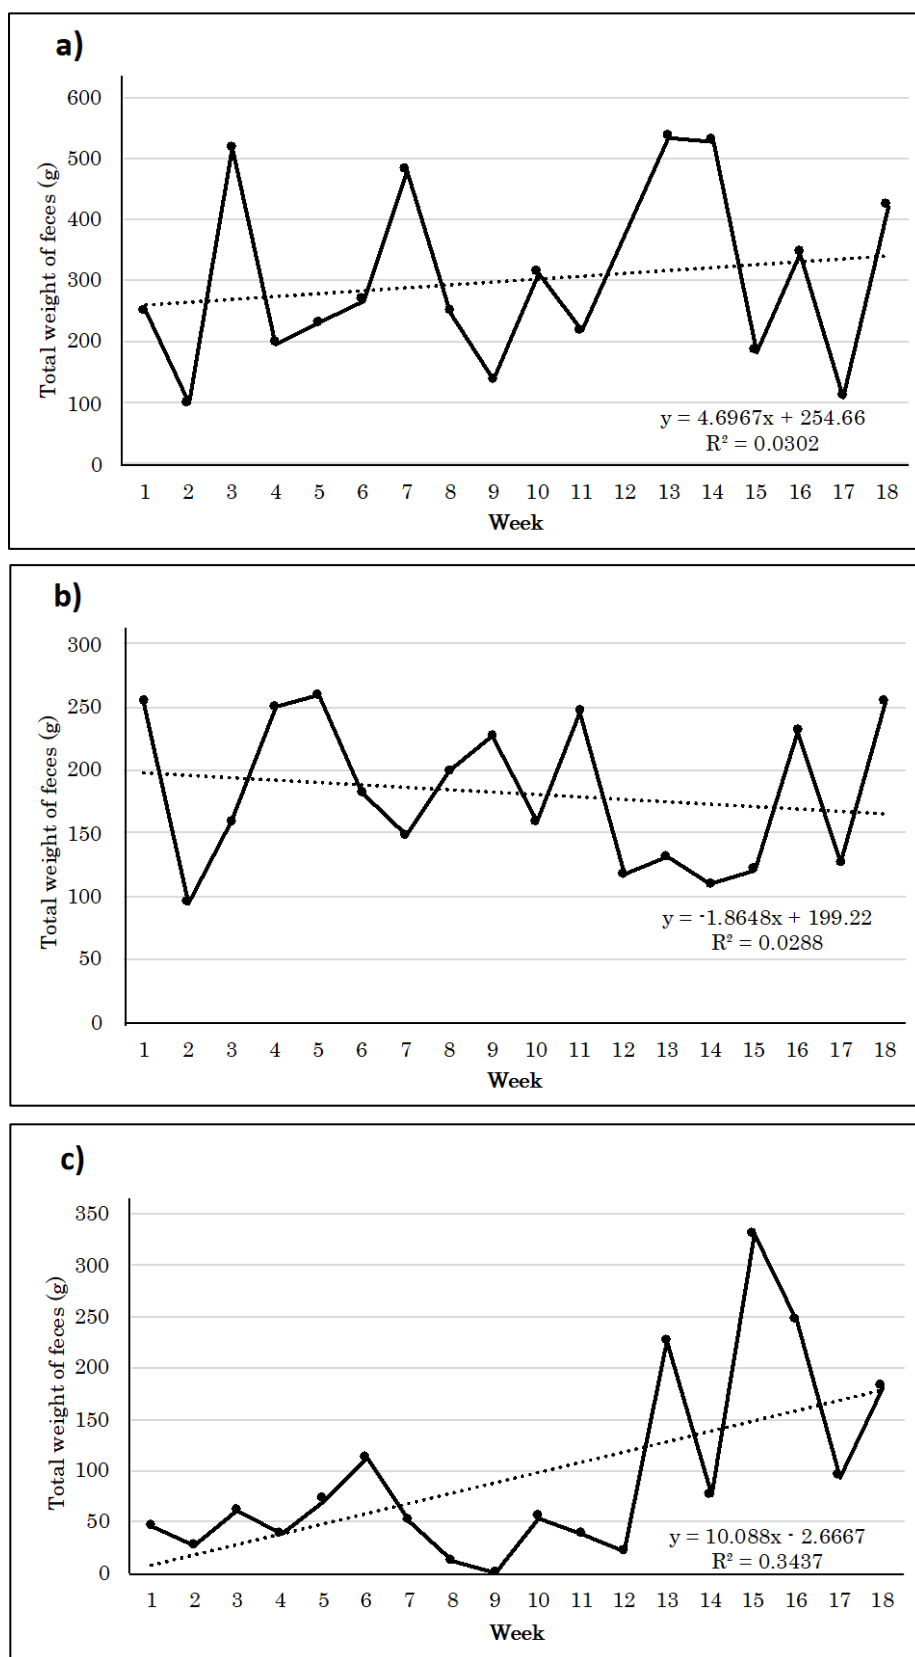 a)
Total weight of feces (g)
600
500
400
300
200
100
0
y = 4.6967x + 254.66
R² = 0.0302
1 2 3 4 5 6 7 8 9 10 11 12 13 14 15 16 17 18
Week
b)
Total weight of feces (g)
300
250
200
150
100
50
0
y = -1.8648x + 199.22
R² = 0.0288
1 2 3 4 5 6 7 8 9 10 11 12 13 14 15 16 17 18
Week
c)
Total weight of feces (g)
350
300
250
200
150
100
50
0
y = 10.088x - 2.6667
R² = 0.3437
1 2 3 4 5 6 7 8 9 10 11 12 13 14 15 16 17 18
Week